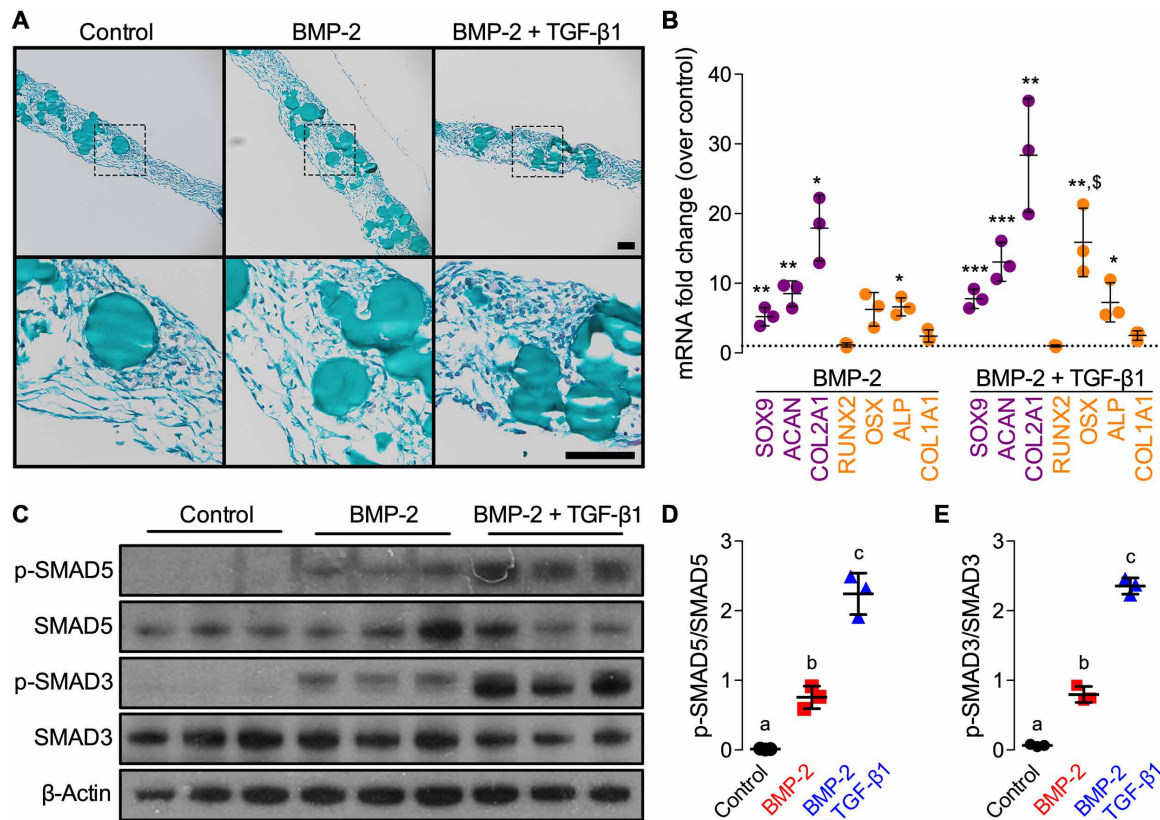 A
Control
BMP-2
BMP-2 + TGF-β1
B
mRNA fold change (over control)
40
30
20
10
0
**
**
*
*
***
***
**
**,$
*
BMP-2
BMP-2 + TGF-β1
SOX9
ACAN
COL2A1
RUNX2
OSX
ALP
COL1A1
SOX9
ACAN
COL2A1
RUNX2
OSX
ALP
COL1A1
C
Control
BMP-2
BMP-2 + TGF-β1
p-SMAD5
SMAD5
p-SMAD3
SMAD3
β-Actin
D
p-SMAD5/SMAD5
3
2
1
0
a
b
c
Control
BMP-2
BMP-2
TGF-β1
E
p-SMAD3/SMAD3
3
2
1
0
a
b
c
Control
BMP-2
BMP-2
TGF-β1